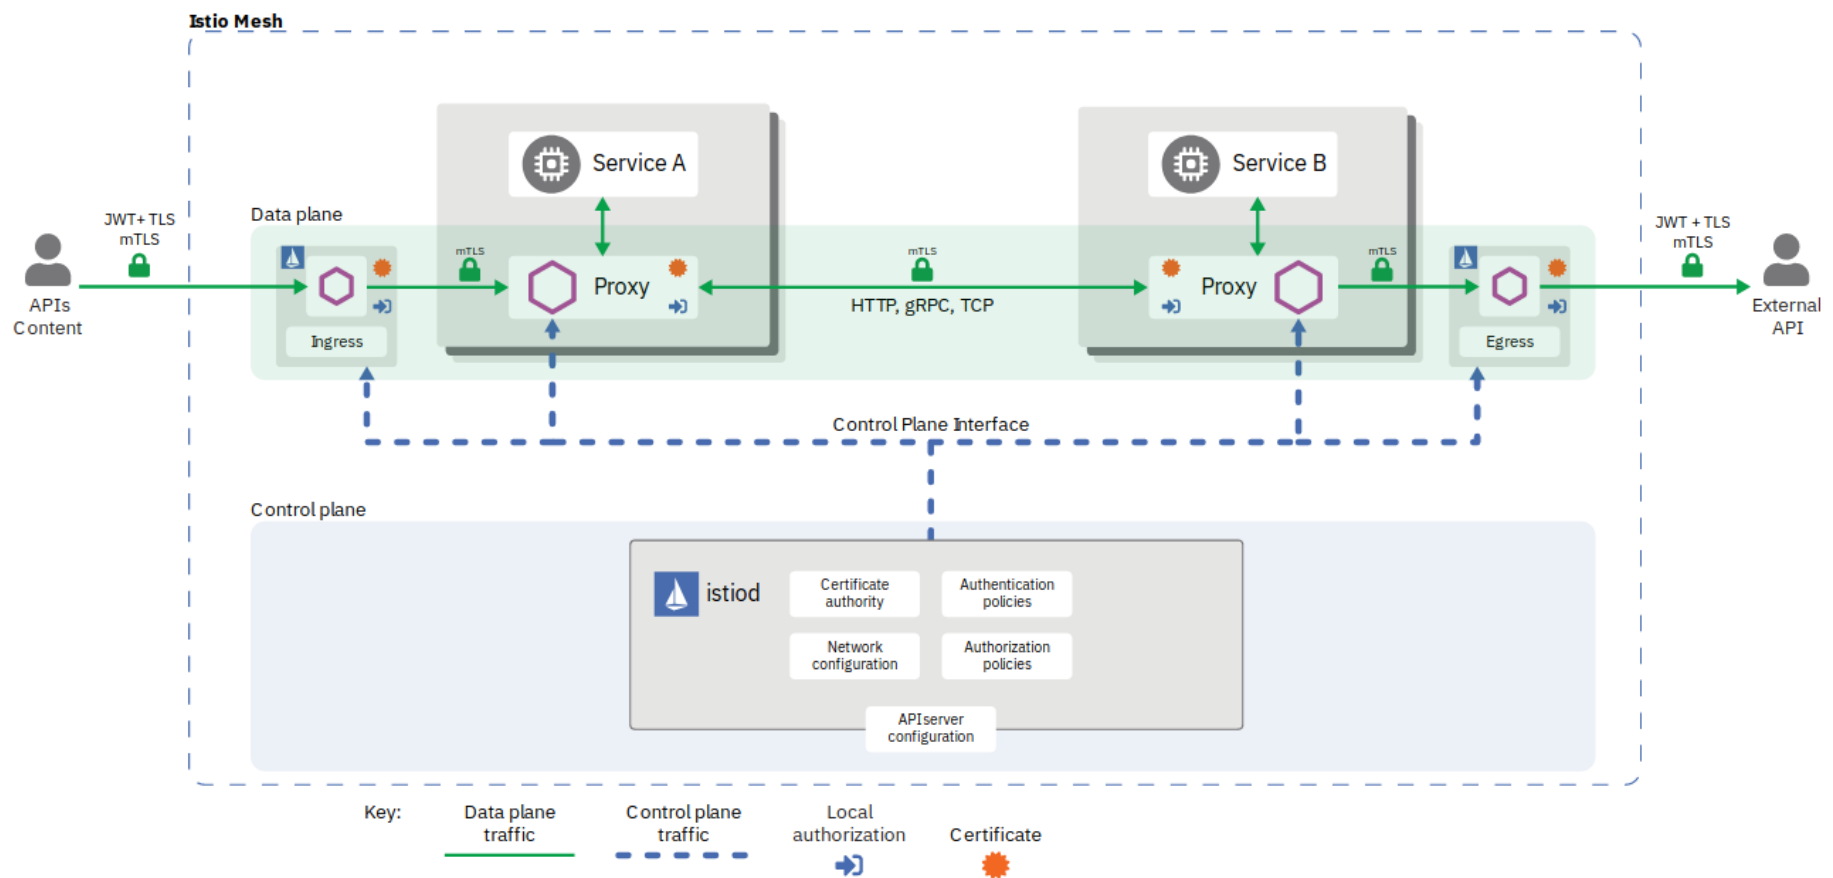 Istio Mesh
Service A
Service B
Data plane
JWT+ TLS
mTLS
JWT + TLS
mTLS
mTLS
mTLS
mTLS
Proxy
Proxy
APIs
Content
HTTP, gRPC, TCP
External
API
Ingress
Egress
Control Plane Interface
Control plane
istiod
Certificate
authority
Authentication
policies
Network
configuration
Authorization
policies
API server
configuration
Key:
Data plane
traffic
Control plane
traffic
Local
authorization
Certificate